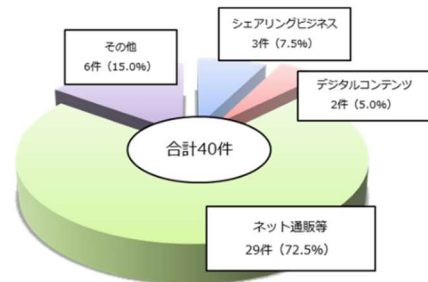 シェアリングビジネス
3件（7.5%）
その他
6件（15.0%）
デジタルコンテンツ
2件（5.0%）
合計40件
ネット通販等
29件（72.5%）